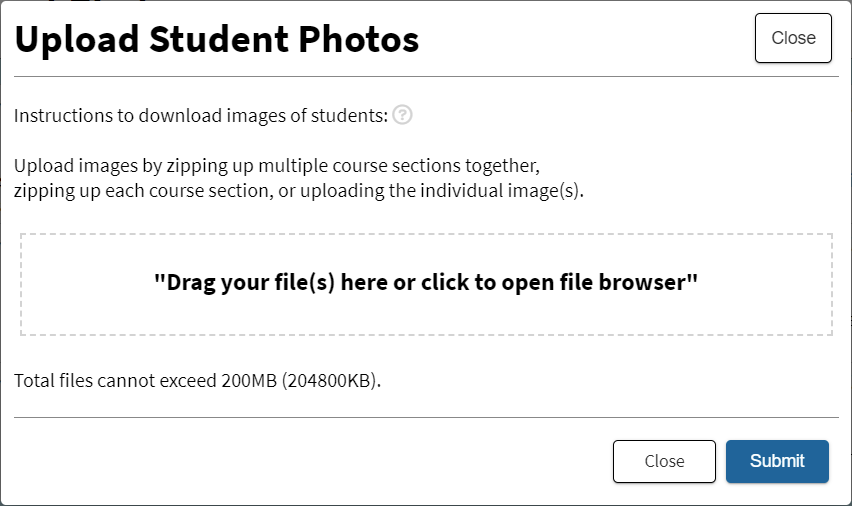 Upload Student Photos
Close
Instructions to download images of students: ?
Upload images by zipping up multiple course sections together,
zipping up each course section, or uploading the individual image(s).
"Drag your file(s) here or click to open file browser"
Total files cannot exceed 200MB (204800KB).
Close
Submit